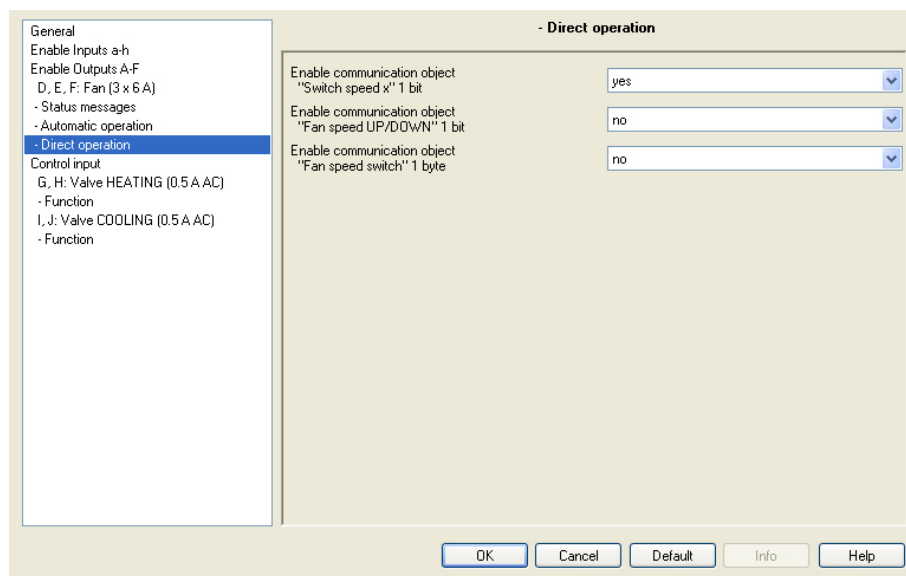 General
Enable Inputs a-h
Enable Outputs A-F
D, E, F: Fan (3 x 6 A)
- Status messages
- Automatic operation
- Direct operation
Control input
G, H: Valve HEATING (0.5 A AC)
- Function
I, J: Valve COOLING (0.5 A AC)
- Function
- Direct operation
Enable communication object
"Switch speed x" 1 bit
yes
Enable communication object
"Fan speed UP/DOWN" 1 bit
no
Enable communication object
"Fan speed switch" 1 byte
no
OK Cancel Default Info Help